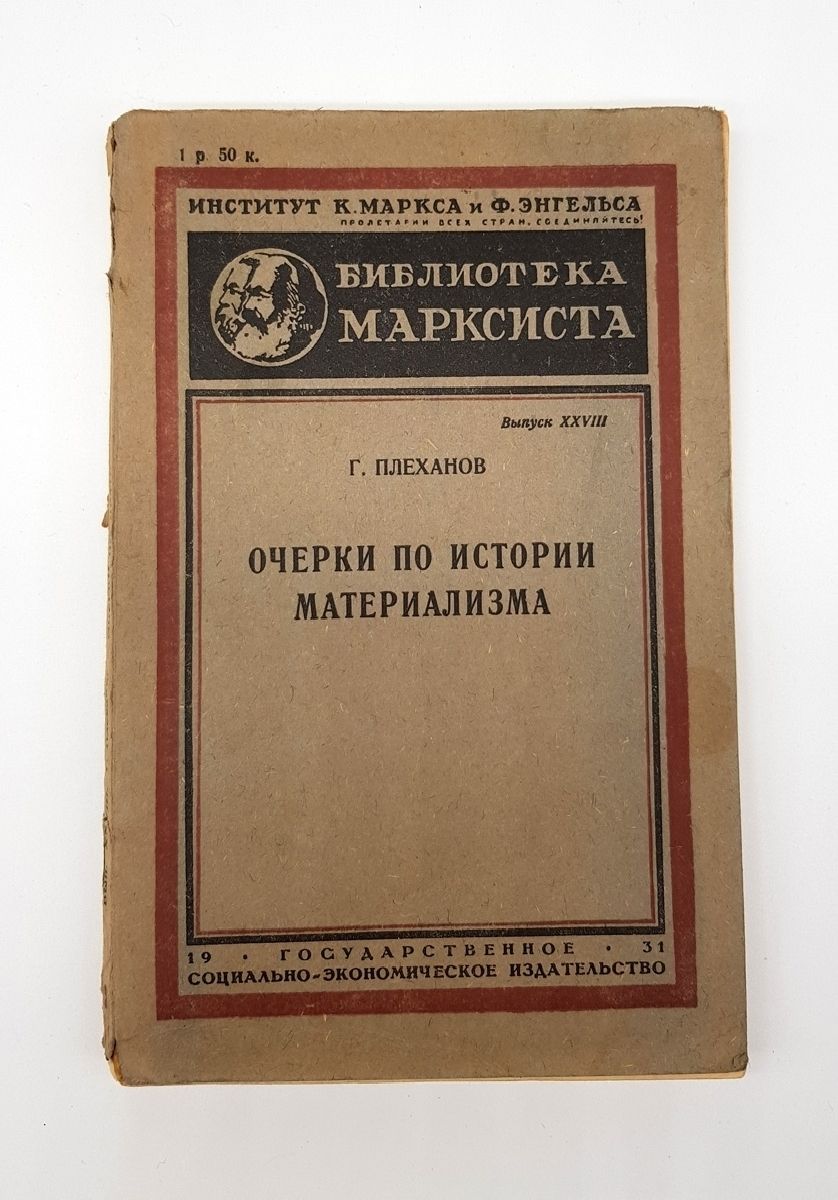 1 р 50 к.
ИНСТИТУТ К. МАРКСА и Ф. ЭНГЕЛЬСА
ПРОЛЕТАРИИ ВСЕХ СТРАН, СОЕДИНЯЙТЕСЬ!
БИБЛИОТЕКА
МАРКСИСТА
Выпуск XXVIII
Г. ПЛЕХАНОВ
ОЧЕРКИ ПО ИСТОРИИ
МАТЕРИАЛИЗМА
19 • ГОСУДАРСТВЕННОЕ • 31
СОЦИАЛЬНО-ЭКОНОМИЧЕСКОЕ ИЗДАТЕЛЬСТВО